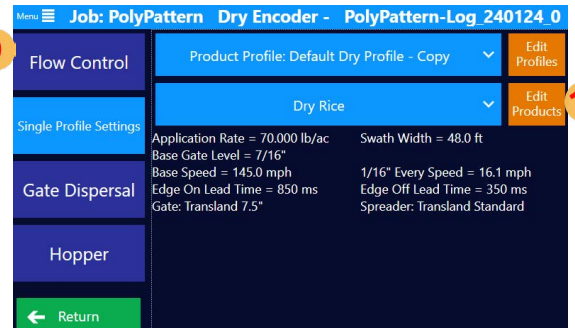 Menu Job: PolyPattern Dry Encoder - PolyPattern-Log_240124_0
Flow Control
Product Profile: Default Dry Profile - Copy
Edit Profiles
Single Profile Settings
Dry Rice
Edit Products
Application Rate = 70.000 lb/ac Swath Width = 48.0 ft
Base Gate Level = 7/16"
Base Speed = 145.0 mph 1/16" Every Speed = 16.1 mph
Edge On Lead Time = 850 ms Edge Off Lead Time = 350 ms
Gate: Transland 7.5" Spreader: Transland Standard
Gate Dispersal
Hopper
Return